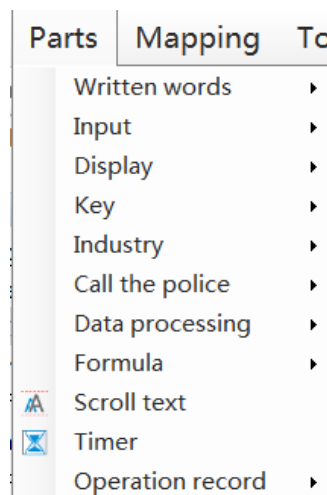 Parts Mapping To
Written words
Input
Display
Key
Industry
Call the police
Data processing
Formula
Scroll text
Timer
Operation record